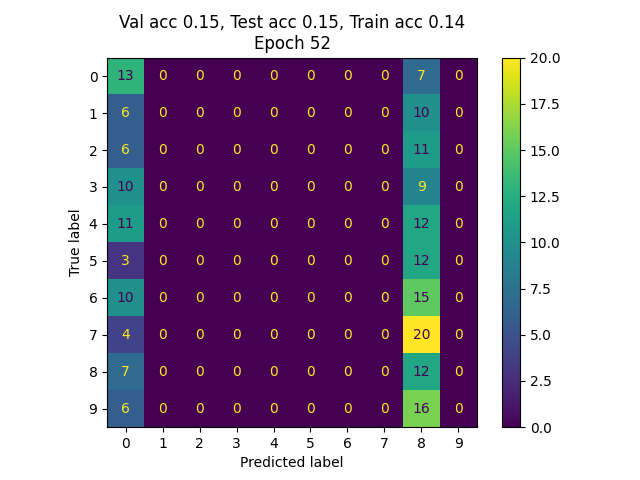 Val acc 0.15, Test acc 0.15, Train acc 0.14
Epoch 52
True label
0 13 0 0 0 0 0 0 0 7 0
1 6 0 0 0 0 0 0 0 10 0
2 6 0 0 0 0 0 0 0 11 0
3 10 0 0 0 0 0 0 0 9 0
4 11 0 0 0 0 0 0 0 12 0
5 3 0 0 0 0 0 0 0 12 0
6 10 0 0 0 0 0 0 0 15 0
7 4 0 0 0 0 0 0 0 20 0
8 7 0 0 0 0 0 0 0 12 0
9 6 0 0 0 0 0 0 0 16 0
0 1 2 3 4 5 6 7 8 9
Predicted label
20.0
17.5
15.0
12.5
10.0
7.5
5.0
2.5
0.0